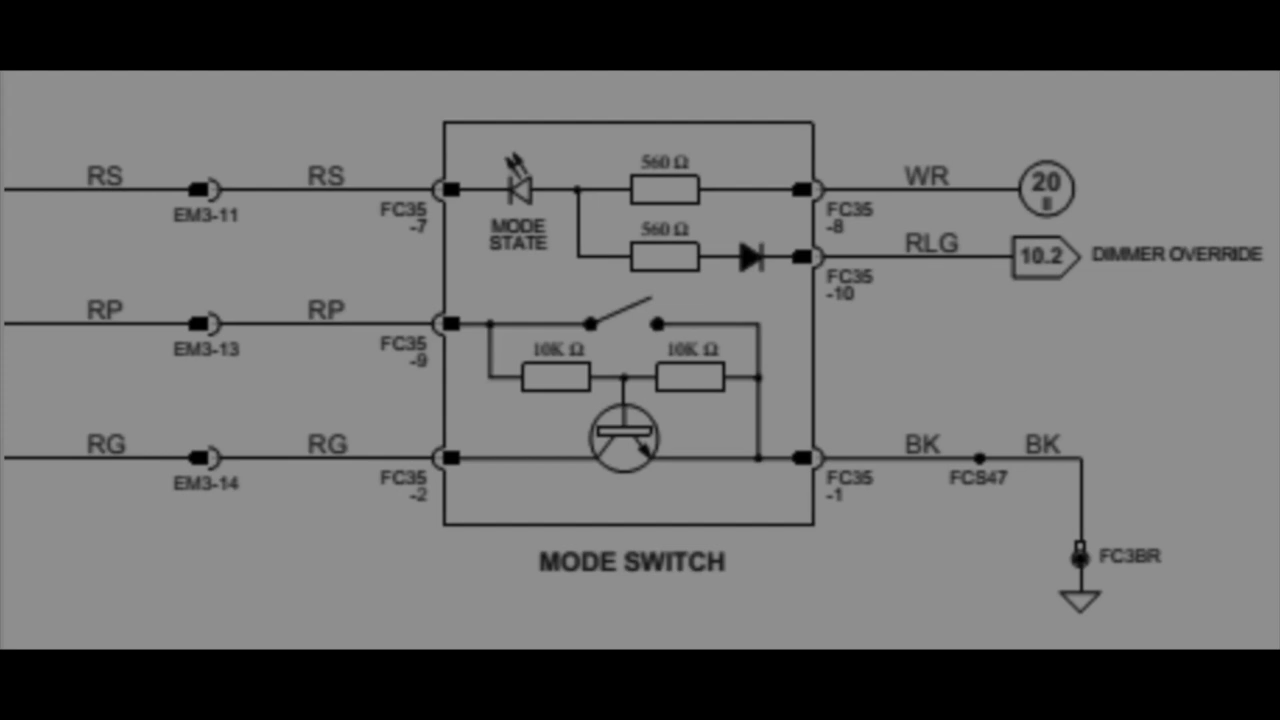 RS
RS
560 Ω
WR
20
II
EM3-11
FC35
-7
MODE
STATE
FC35
-8
560 Ω
RLG
10.2
DIMMER OVERRIDE
FC35
-10
RP
RP
EM3-13
FC35
-9
10K Ω
10K Ω
RG
RG
BK
BK
EM3-14
FC35
-2
FC35
-1
FCS47
MODE SWITCH
FC3BR